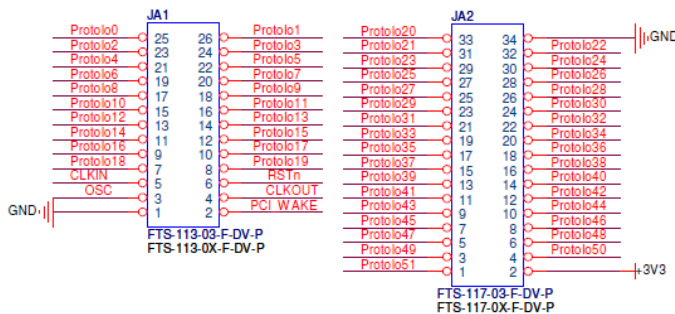 JA1
Protolo0 25 26 Protolo1
Protolo2 23 24 Protolo3
Protolo4 21 22 Protolo5
Protolo6 19 20 Protolo7
Protolo8 17 18 Protolo9
Protolo10 15 16 Protolo11
Protolo12 13 14 Protolo13
Protolo14 11 12 Protolo15
Protolo16 9 10 Protolo17
Protolo18 7 8 Protolo19
CLKIN 5 6 RSTn
OSC 3 4 CLKOUT
GND 1 2 PCI_WAKE
FTS-113-03-F-DV-P
FTS-113-0X-F-DV-P
JA2
Protolo20 33 34 GND
Protolo21 31 32 Protolo22
Protolo23 29 30 Protolo24
Protolo25 27 28 Protolo26
Protolo27 25 26 Protolo28
Protolo29 23 24 Protolo30
Protolo31 21 22 Protolo32
Protolo33 19 20 Protolo34
Protolo35 17 18 Protolo36
Protolo37 15 16 Protolo38
Protolo39 13 14 Protolo40
Protolo41 11 12 Protolo42
Protolo43 9 10 Protolo44
Protolo45 7 8 Protolo46
Protolo47 5 6 Protolo48
Protolo49 3 4 Protolo50
Protolo51 1 2 +3V3
FTS-117-03-F-DV-P
FTS-117-0X-F-DV-P